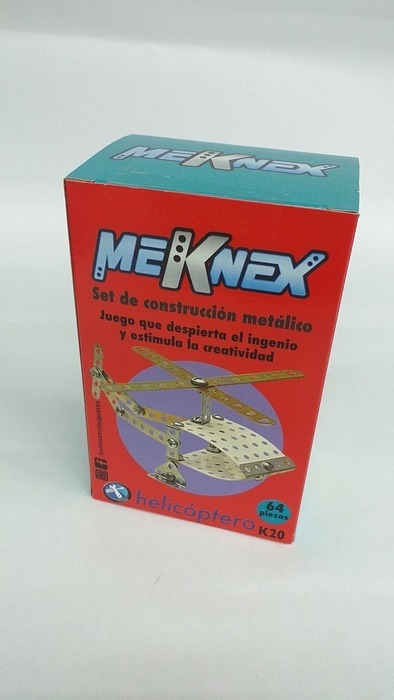 MEKNEX
MEKNEX
Set de construcción metálico
Juego que despierta el ingenio
y estimula la creatividad
64
piezas
helicóptero
K20